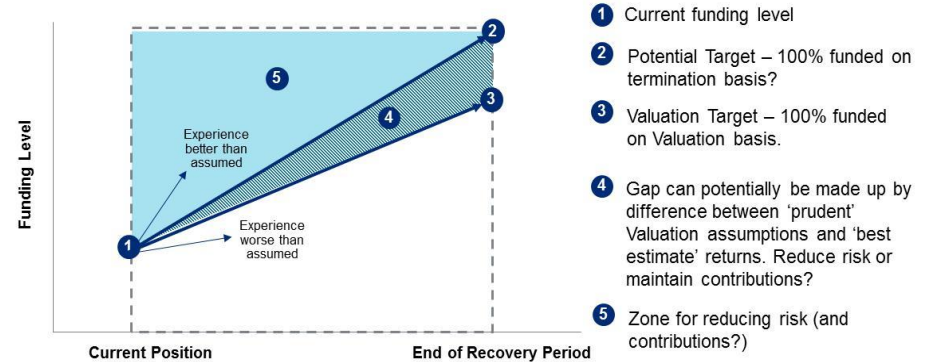 Funding Level
2
5
3
4
Experience
better than
assumed
Experience
worse than
assumed
1
Current Position
End of Recovery Period
1 Current funding level
2 Potential Target – 100% funded on
termination basis?
3 Valuation Target – 100% funded
on Valuation basis.
4 Gap can potentially be made up by
difference between ‘prudent’
Valuation assumptions and ‘best
estimate’ returns. Reduce risk or
maintain contributions?
5 Zone for reducing risk (and
contributions?)